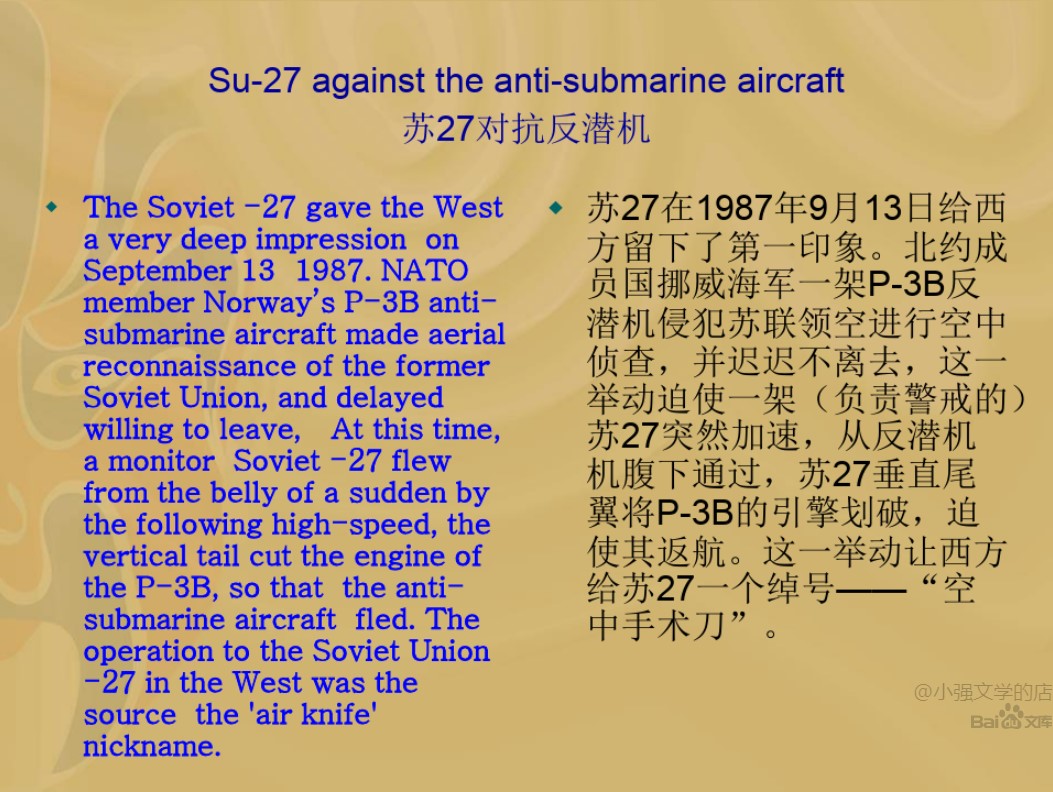 Su-27 against the anti-submarine aircraft
苏27对抗反潜机
The Soviet -27 gave the West
a very deep impression on
September 13 1987. NATO
member Norway's P-3B anti-
submarine aircraft made aerial
reconnaissance of the former
Soviet Union, and delayed
willing to leave, At this time,
a monitor Soviet -27 flew
from the belly of a sudden by
the following high-speed, the
vertical tail cut the engine of
the P-3B, so that the anti-
submarine aircraft fled. The
operation to the Soviet Union
-27 in the West was the
source the 'air knife'
nickname.
苏27在1987年9月13日给西
方留下了第一印象。北约成
员国挪威海军一架P-3B反
潜机侵犯苏联领空进行空中
侦查，并迟迟不离去，这一
举动迫使一架（负责警戒的）
苏27突然加速，从反潜机
机腹下通过，苏27垂直尾
翼将P-3B的引擎划破，迫
使其返航。这一举动让西方
给苏27一个绰号——“空
中手术刀”。
@小强文学的店
Bai du 文库